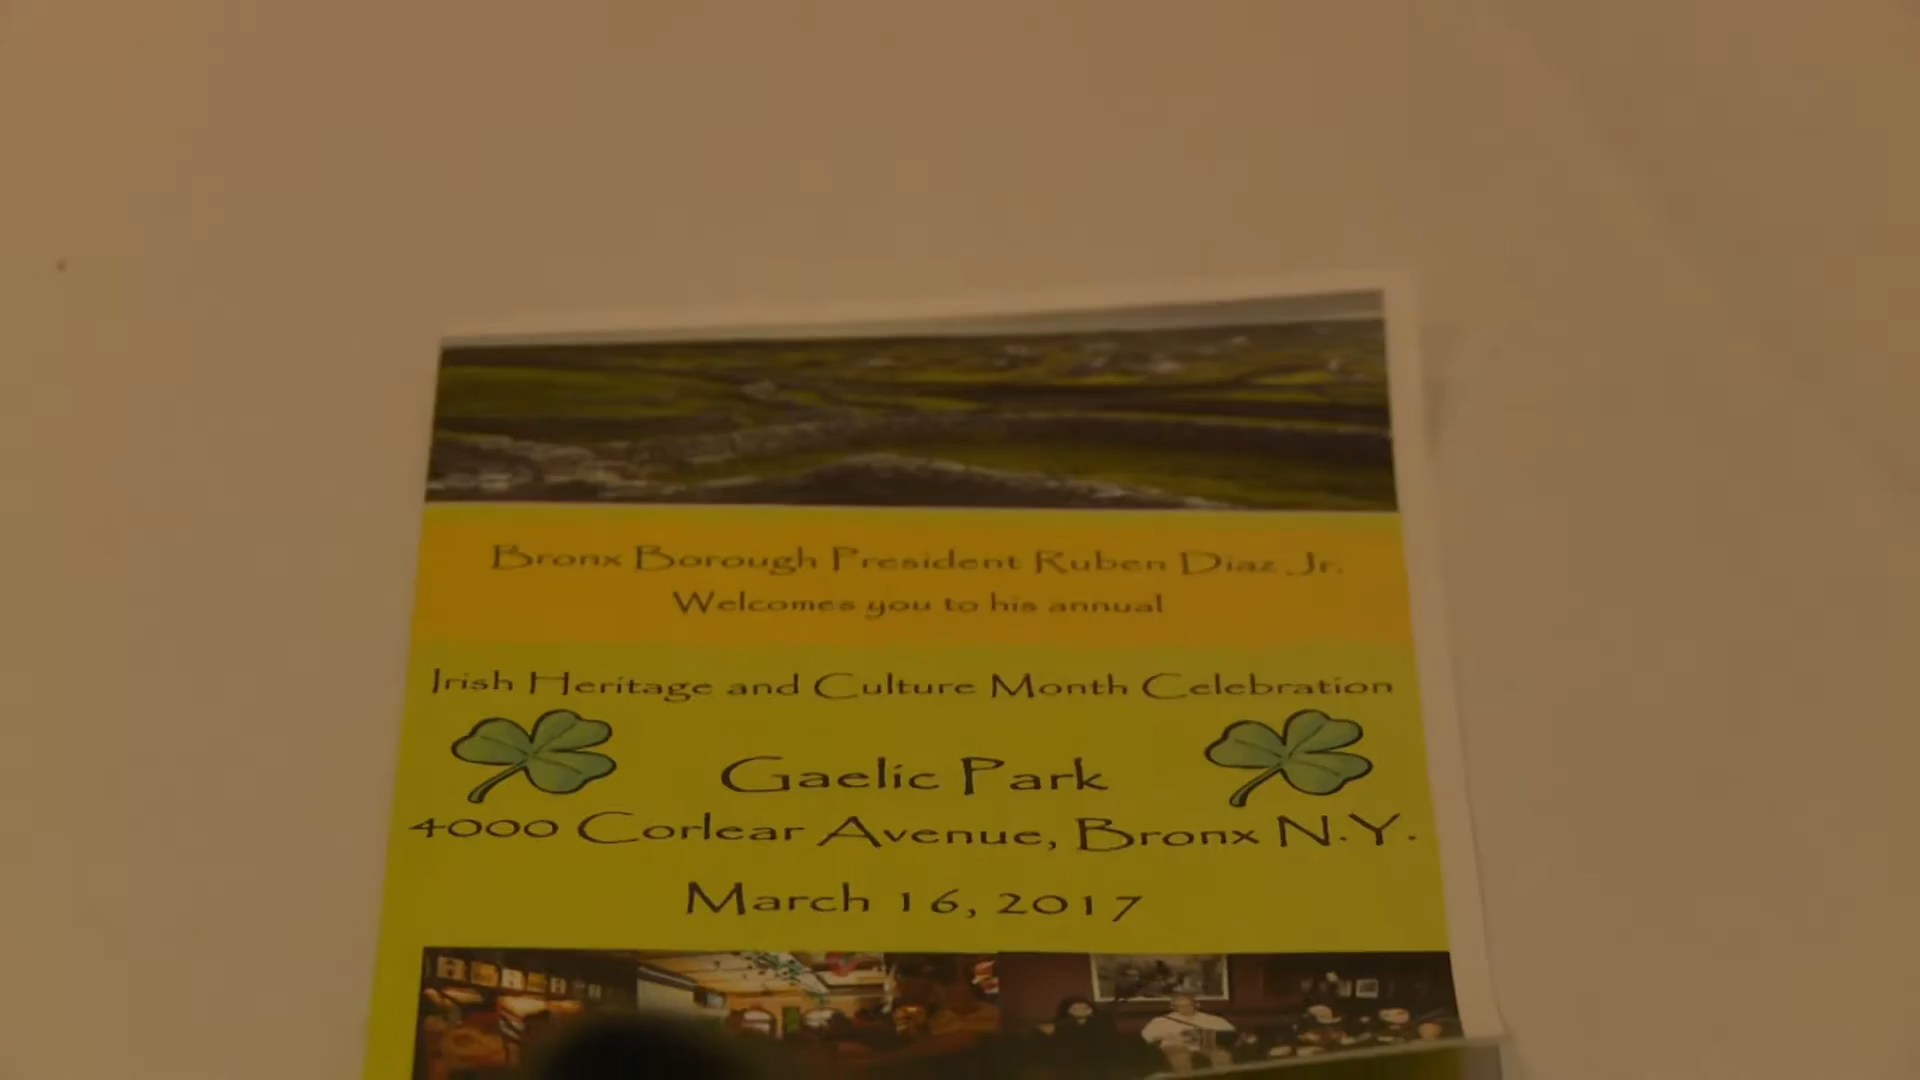 Bronx Borough President Ruben Diaz Jr.
Welcomes you to his annual
Irish Heritage and Culture Month Celebration
Gaelic Park
4000 Corlear Avenue, Bronx N.Y.
March 16, 2017